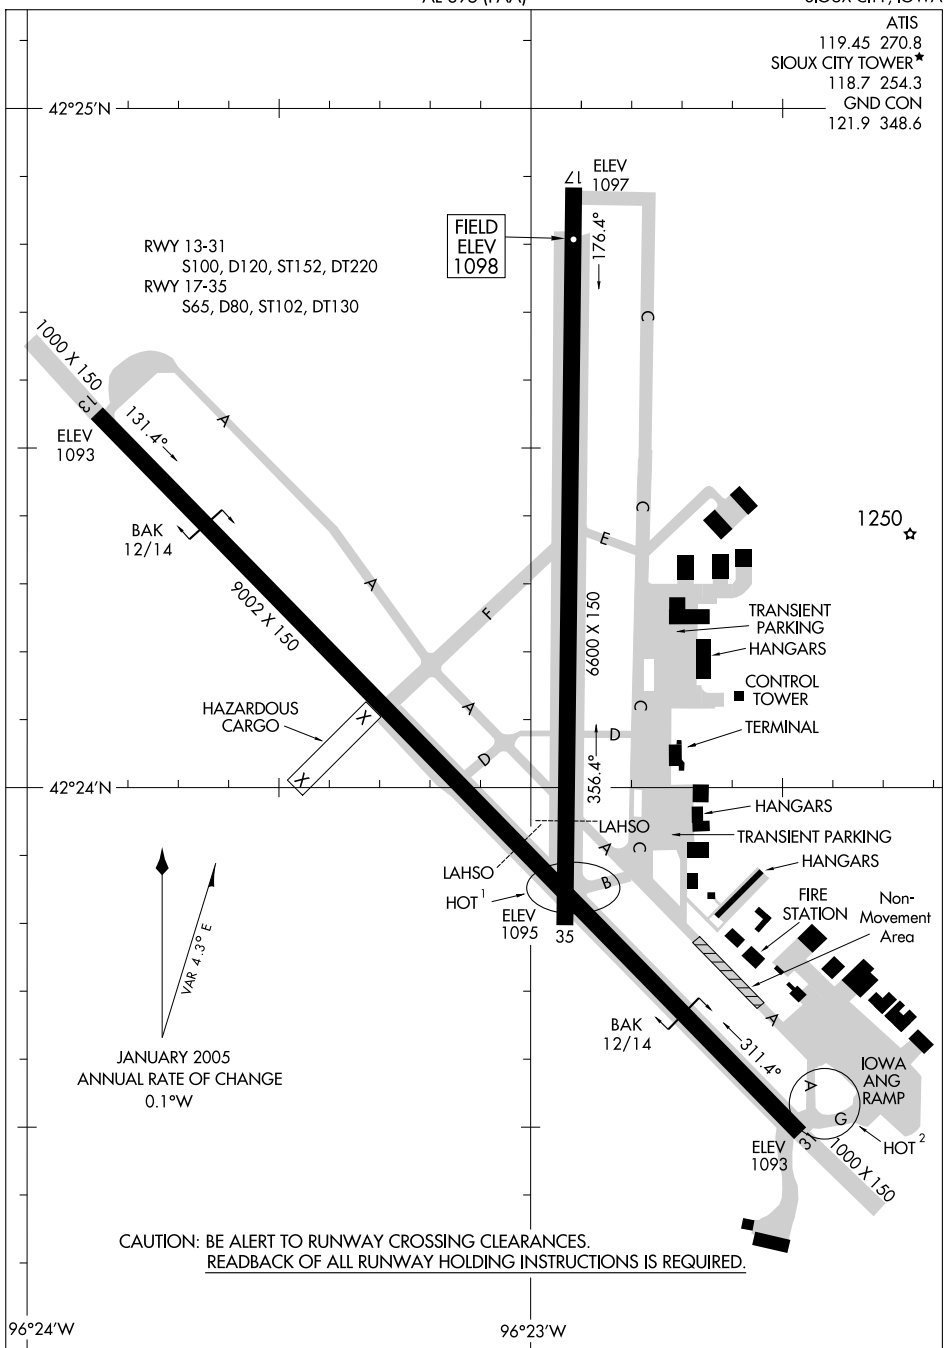 ATIS
119.45 270.8
SIOUX CITY TOWER★
118.7 254.3
GND CON
121.9 348.6
42°25'N
ELEV
1097
17
FIELD
ELEV
1098
176.4°
RWY 13-31
S100, D120, ST152, DT220
RWY 17-35
S65, D80, ST102, DT130
C
1000 X 150
13
ELEV
1093
131.4°
A
BAK
12/14
C
1250
E
9002 X 150
A
F
6600 X 150
TRANSIENT
PARKING
HANGARS
CONTROL
TOWER
HAZARDOUS
CARGO
X
X
A
C
D
TERMINAL
D
356.4°
42°24'N
HANGARS
LAHSO
TRANSIENT PARKING
A
C
HANGARS
LAHSO
HOT 1
B
ELEV
1095
35
FIRE
STATION
Non-
Movement
Area
VAR 4.3° E
A
BAK
12/14
311.4°
JANUARY 2005
ANNUAL RATE OF CHANGE
0.1°W
IOWA
ANG
RAMP
A
G
HOT 2
ELEV
1093
31
1000 X 150
CAUTION: BE ALERT TO RUNWAY CROSSING CLEARANCES.
READBACK OF ALL RUNWAY HOLDING INSTRUCTIONS IS REQUIRED.
96°24'W
96°23'W